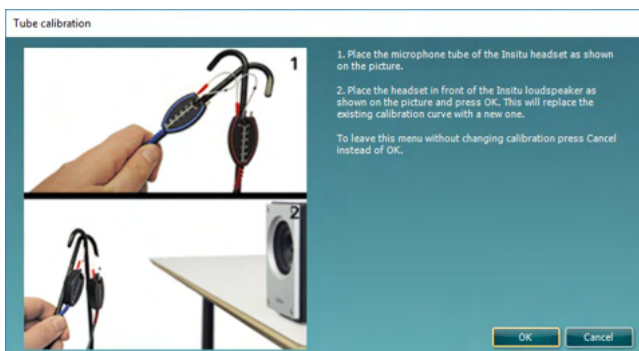 Tube calibration
1
1. Place the microphone tube of the Insitu headset as shown
on the picture.
2. Place the headset in front of the Insitu loudspeaker as
shown on the picture and press OK. This will replace the
existing calibration curve with a new one.
To leave this menu without changing calibration press Cancel
instead of OK.
2
OK
Cancel